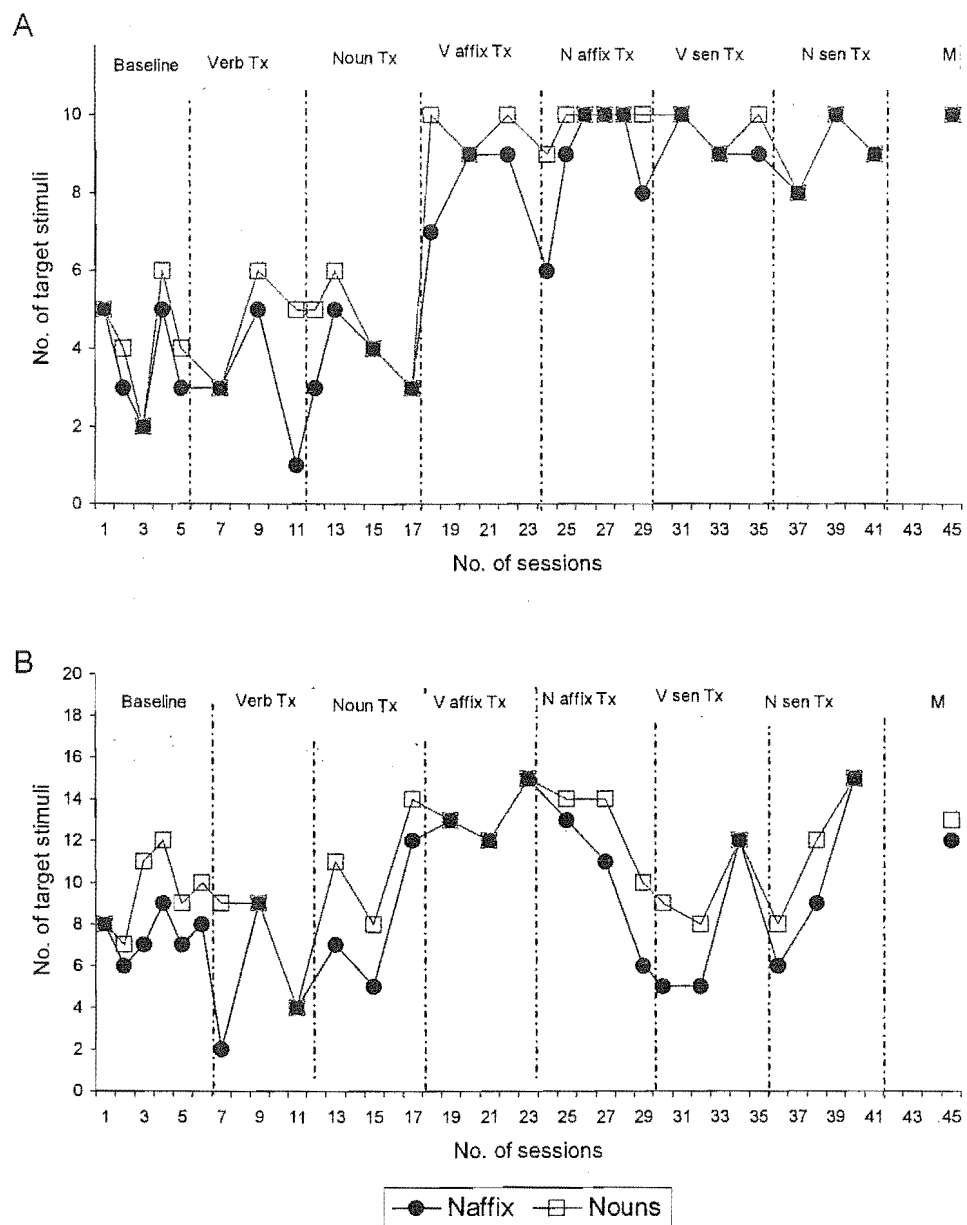 A
Baseline Verb Tx Noun Tx V affix Tx N affix Tx V sen Tx N sen Tx M
10
8
6
4
2
0
No. of target stimuli
1 3 5 7 9 11 13 15 17 19 21 23 25 27 29 31 33 35 37 39 41 43 45
No. of sessions
B
20
Baseline Verb Tx Noun Tx V affix Tx N affix Tx V sen Tx N sen Tx M
18
16
14
12
10
8
6
4
2
0
No. of target stimuli
1 3 5 7 9 11 13 15 17 19 21 23 25 27 29 31 33 35 37 39 41 43 45
No. of sessions
Naffix Nouns